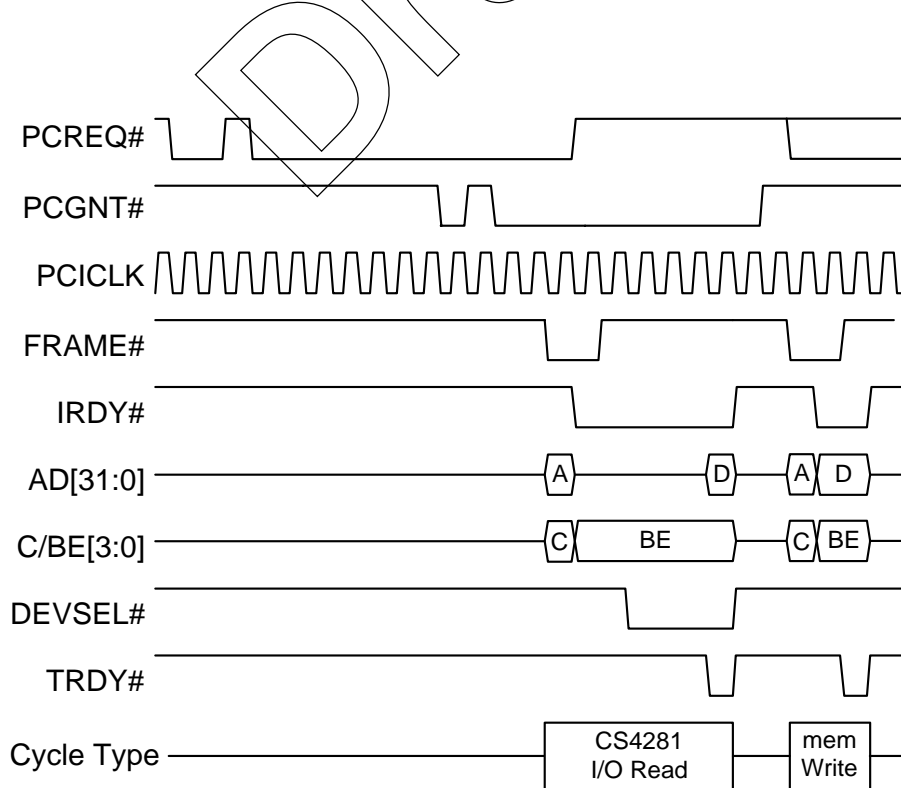 PCREQ#
PCGNT#
PCICLK
FRAME#
IRDY#
AD[31:0] A D A D
C/BE[3:0] C BE C BE
DEVSEL#
TRDY#
Cycle Type
CS4281
I/O Read
mem
Write